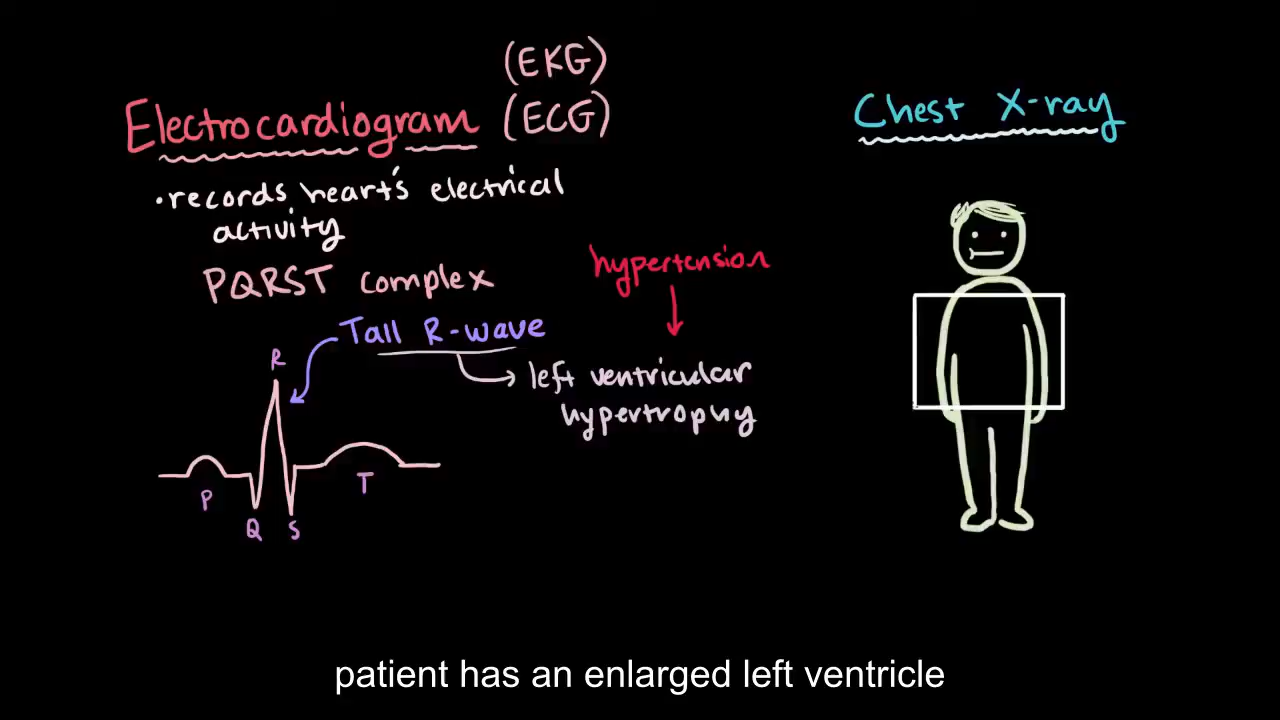 (EKG)
Electrocardiogram (ECG)
•records heart's electrical
activity
PQRST complex
hypertension
Tall R-wave
left ventricular
hypertrophy
R
P
Q
S
T
Chest X-ray
patient has an enlarged left ventricle